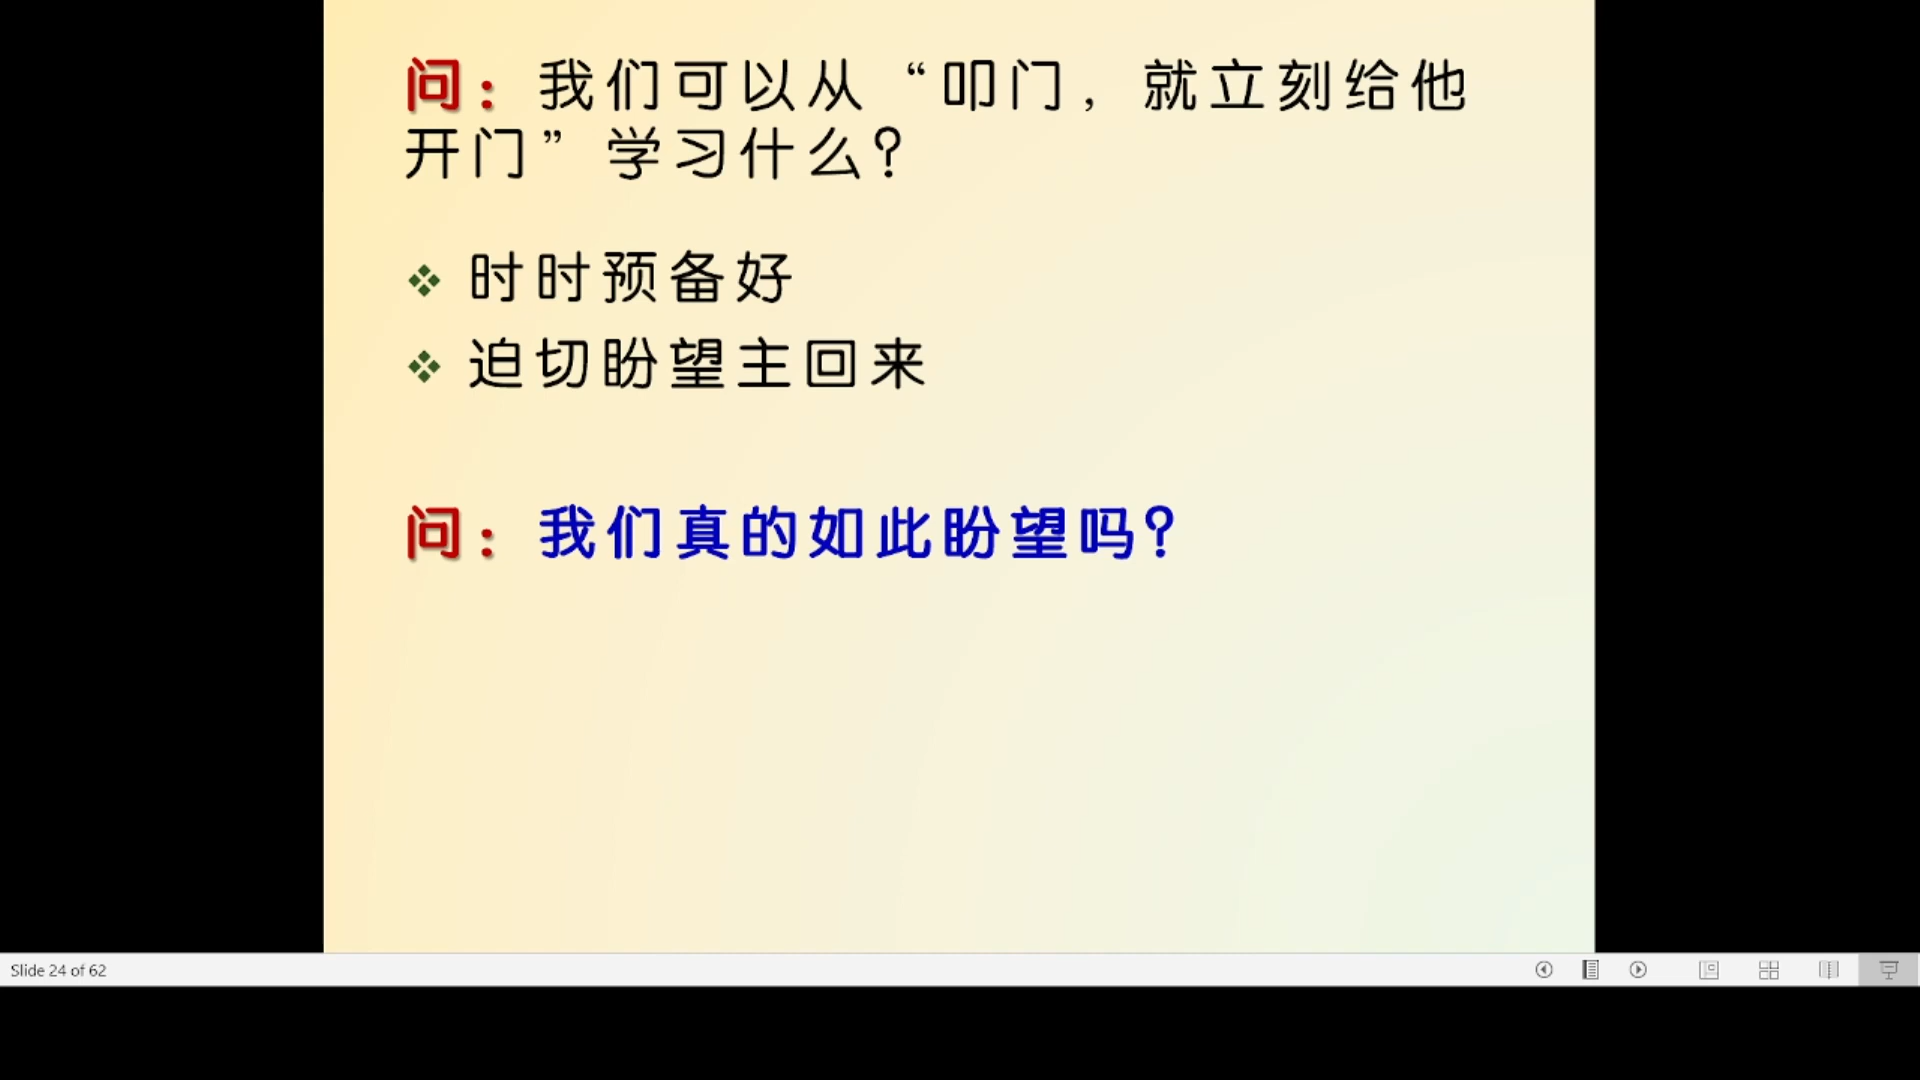 问：我们可以从“叩门，就立刻给他
开门”学习什么？
❖ 时时预备好
❖ 迫切盼望主回来
问：我们真的如此盼望吗？
Slide 24 of 62